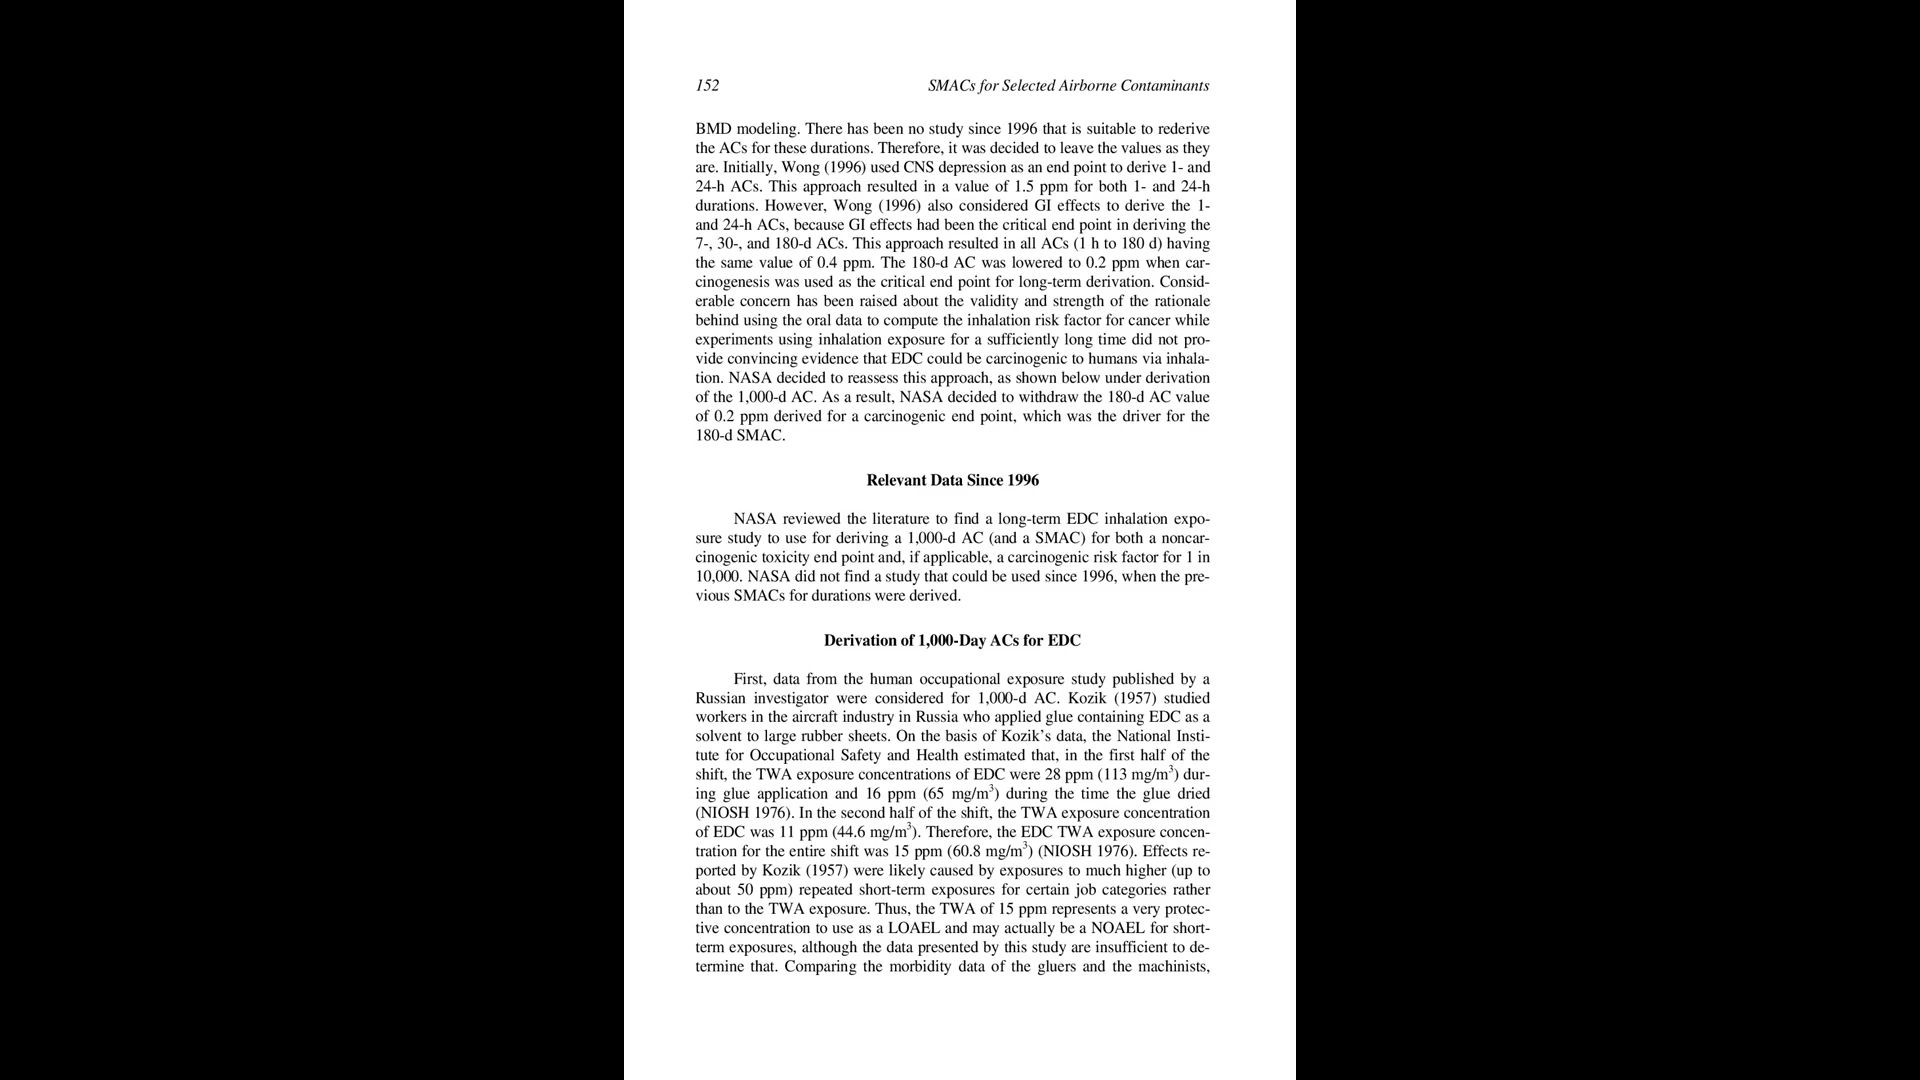 152 SMACs for Selected Airborne Contaminants
BMD modeling. There has been no study since 1996 that is suitable to rederive
the ACs for these durations. Therefore, it was decided to leave the values as they
are. Initially, Wong (1996) used CNS depression as an end point to derive 1- and
24-h ACs. This approach resulted in a value of 1.5 ppm for both 1- and 24-h
durations. However, Wong (1996) also considered GI effects to derive the 1-
and 24-h ACs, because GI effects had been the critical end point in deriving the
7-, 30-, and 180-d ACs. This approach resulted in all ACs (1 h to 180 d) having
the same value of 0.4 ppm. The 180-d AC was lowered to 0.2 ppm when car-
cinogenesis was used as the critical end point for long-term derivation. Consid-
erable concern has been raised about the validity and strength of the rationale
behind using the oral data to compute the inhalation risk factor for cancer while
experiments using inhalation exposure for a sufficiently long time did not pro-
vide convincing evidence that EDC could be carcinogenic to humans via inhala-
tion. NASA decided to reassess this approach, as shown below under derivation
of the 1,000-d AC. As a result, NASA decided to withdraw the 180-d AC value
of 0.2 ppm derived for a carcinogenic end point, which was the driver for the
180-d SMAC.
Relevant Data Since 1996
NASA reviewed the literature to find a long-term EDC inhalation expo-
sure study to use for deriving a 1,000-d AC (and a SMAC) for both a noncar-
cinogenic toxicity end point and, if applicable, a carcinogenic risk factor for 1 in
10,000. NASA did not find a study that could be used since 1996, when the pre-
vious SMACs for durations were derived.
Derivation of 1,000-Day ACs for EDC
First, data from the human occupational exposure study published by a
Russian investigator were considered for 1,000-d AC. Kozik (1957) studied
workers in the aircraft industry in Russia who applied glue containing EDC as a
solvent to large rubber sheets. On the basis of Kozik's data, the National Insti-
tute for Occupational Safety and Health estimated that, in the first half of the
shift, the TWA exposure concentrations of EDC were 28 ppm (113 mg/m³) dur-
ing glue application and 16 ppm (65 mg/m³) during the time the glue dried
(NIOSH 1976). In the second half of the shift, the TWA exposure concentration
of EDC was 11 ppm (44.6 mg/m³). Therefore, the EDC TWA exposure concen-
tration for the entire shift was 15 ppm (60.8 mg/m³) (NIOSH 1976). Effects re-
ported by Kozik (1957) were likely caused by exposures to much higher (up to
about 50 ppm) repeated short-term exposures for certain job categories rather
than to the TWA exposure. Thus, the TWA of 15 ppm represents a very protec-
tive concentration to use as a LOAEL and may actually be a NOAEL for short-
term exposures, although the data presented by this study are insufficient to de-
termine that. Comparing the morbidity data of the gluers and the machinists,